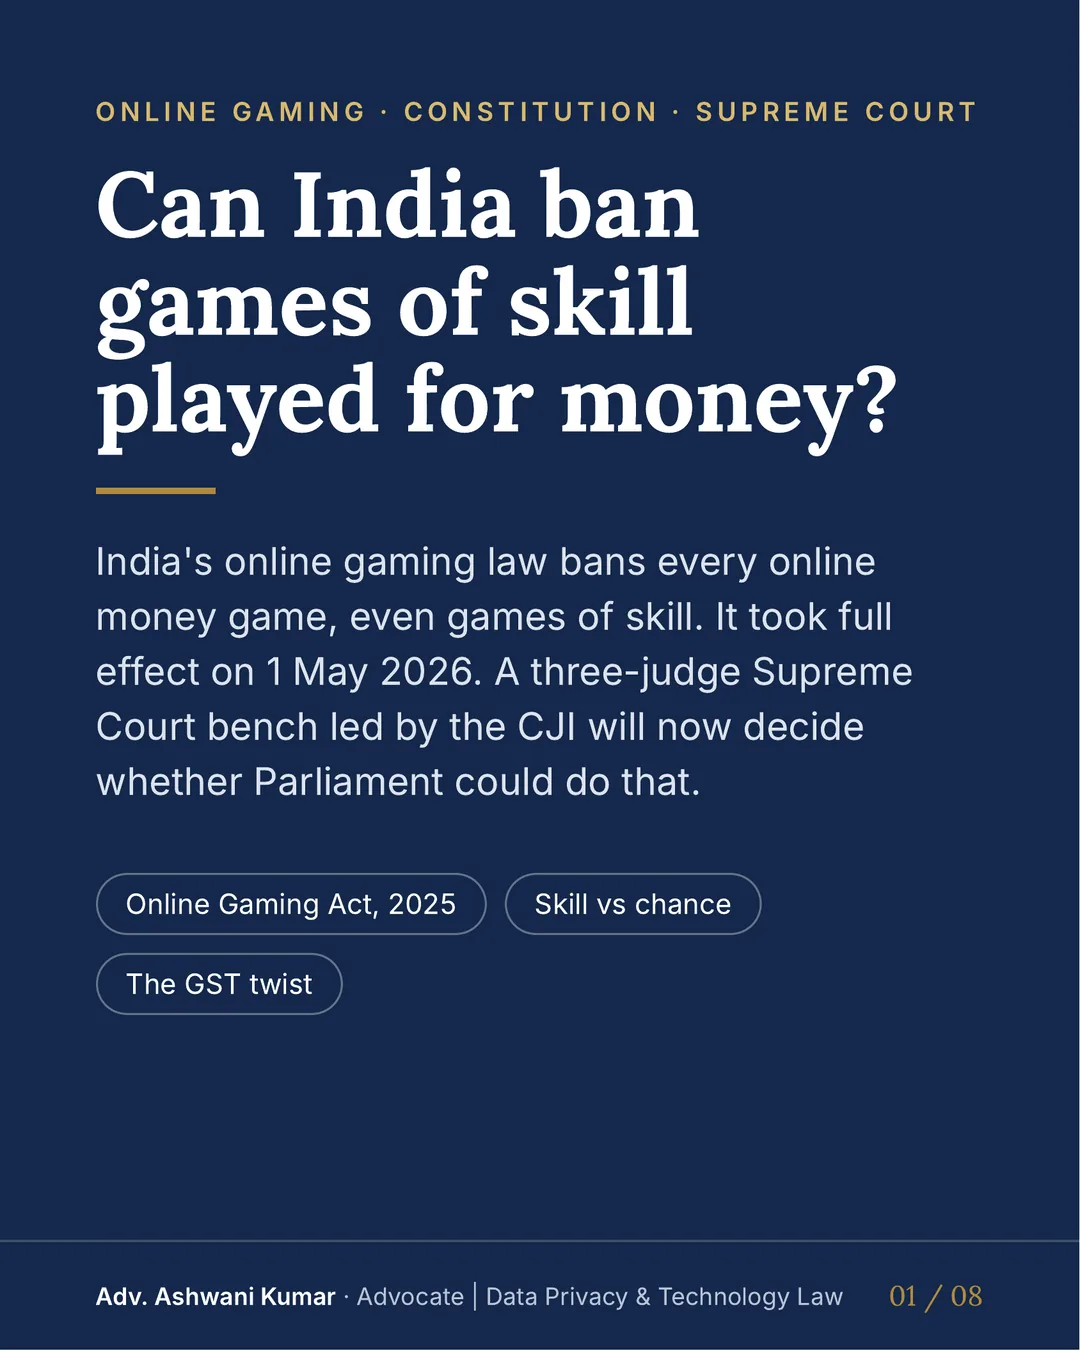 ONLINE GAMING · CONSTITUTION · SUPREME COURT
Can India ban
games of skill
played for money?
India's online gaming law bans every online
money game, even games of skill. It took full
effect on 1 May 2026. A three-judge Supreme
Court bench led by the CJI will now decide
whether Parliament could do that.
Online Gaming Act, 2025 Skill vs chance
The GST twist
Adv. Ashwani Kumar · Advocate | Data Privacy & Technology Law 01 / 08